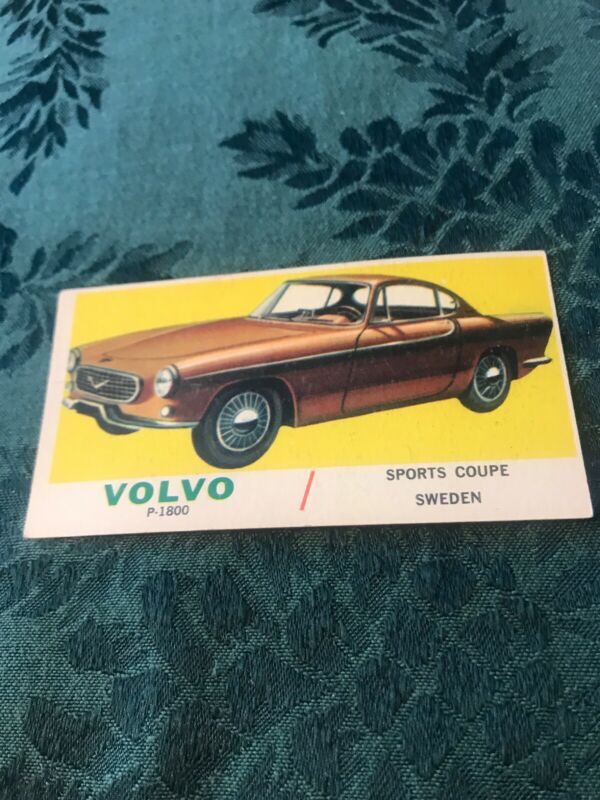 VOLVO
P-1800
/
SPORTS COUPE
SWEDEN